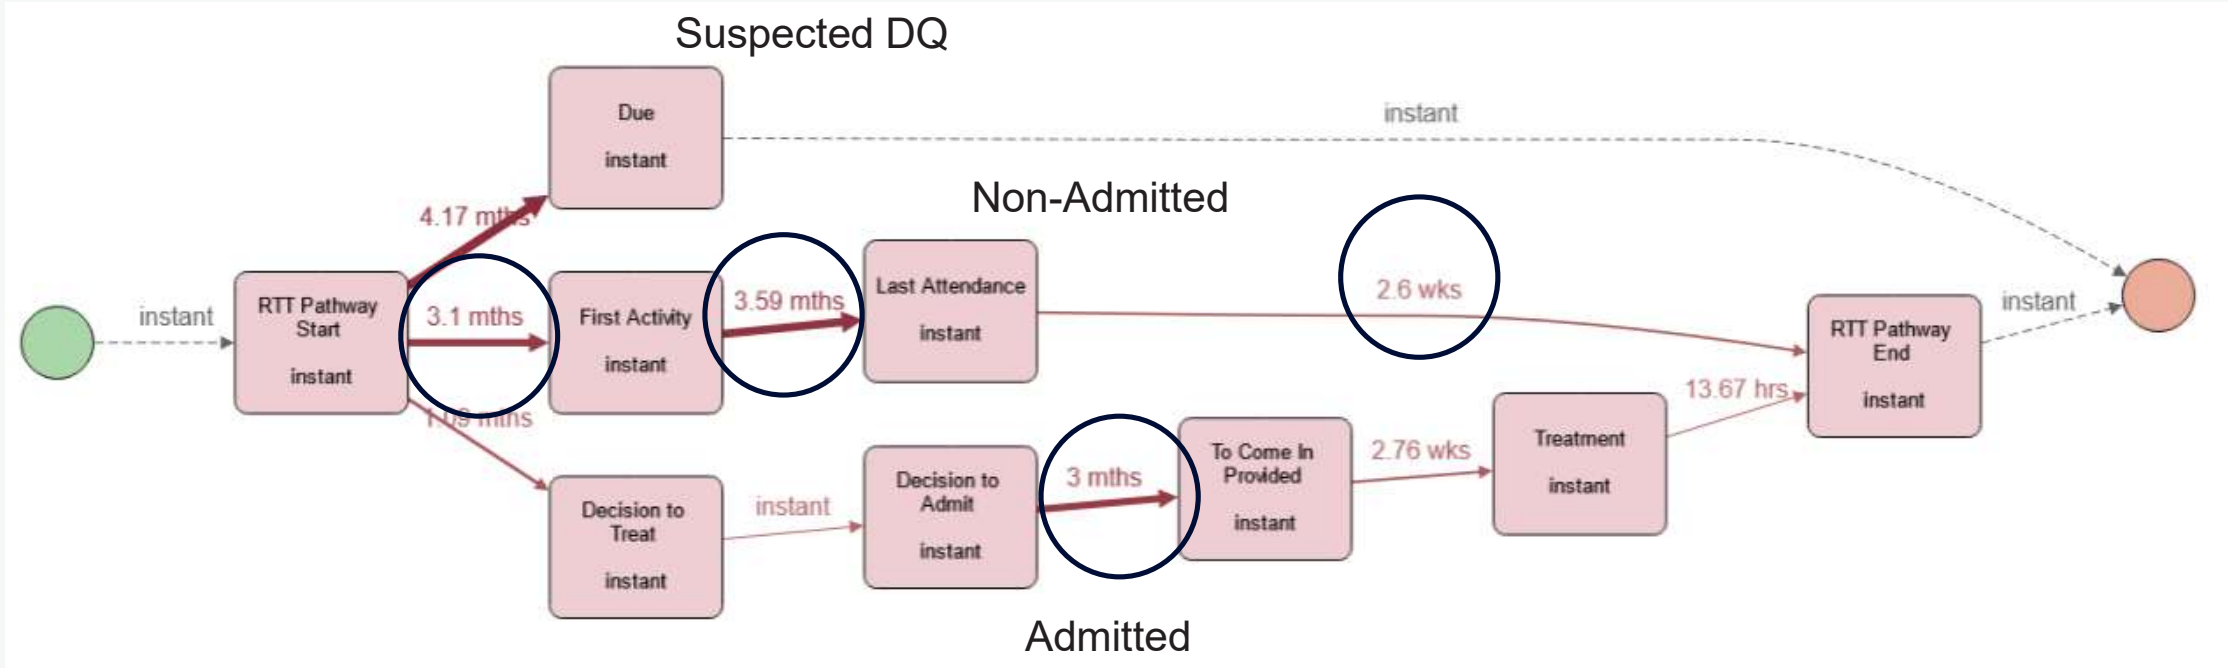 Suspected DQ
Due
instant
instant
Non-Admitted
4.17 mths
instant
RTT Pathway
Start
instant
3.1 mths
First Activity
instant
3.59 mths
Last Attendance
instant
2.6 wks
RTT Pathway
End
instant
instant
mths
Decision to
Treat
instant
instant
Decision to
Admit
instant
3 mths
To Come In
Provided
instant
2.76 wks
Treatment
instant
13.67 hrs
Admitted